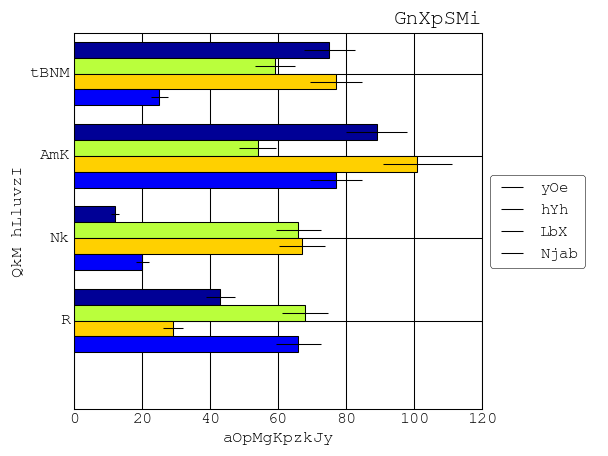 GnXpSMi
tBNM
AmK
Nk
R
QkM hLluvzI
0 20 40 60 80 100 120
aOpMgKpzkJy
yOe
hYh
LbX
Njab